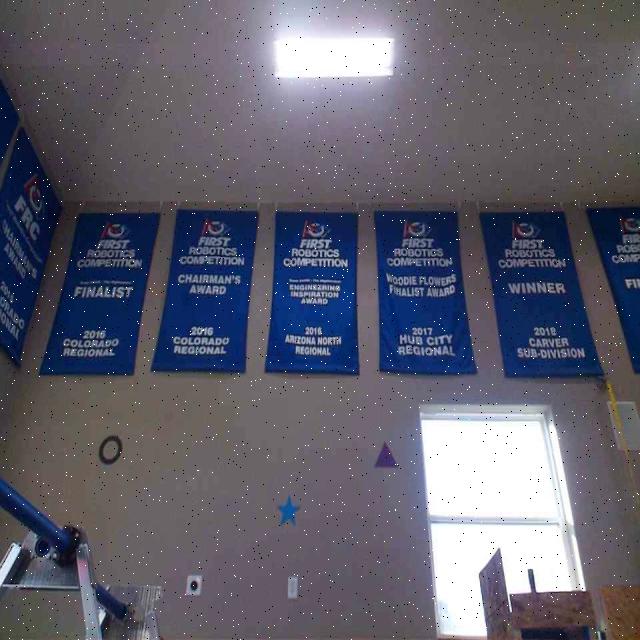 FRC
FIRST
ROBOTICS
COMPETITION
FINALIST
2016
COLORADO
REGIONAL
FIRST
ROBOTICS
COMPETITION
CHAIRMAN'S
AWARD
2016
COLORADO
REGIONAL
FIRST
ROBOTICS
COMPETITION
ENGINEERING
INSPIRATION
AWARD
2016
ARIZONA NORTH
REGIONAL
FIRST
ROBOTICS
COMPETITION
WOODIE FLOWERS
FINALIST AWARD
2017
HUB CITY
REGIONAL
FIRST
ROBOTICS
COMPETITION
WINNER
2018
CARVER
SUB-DIVISION